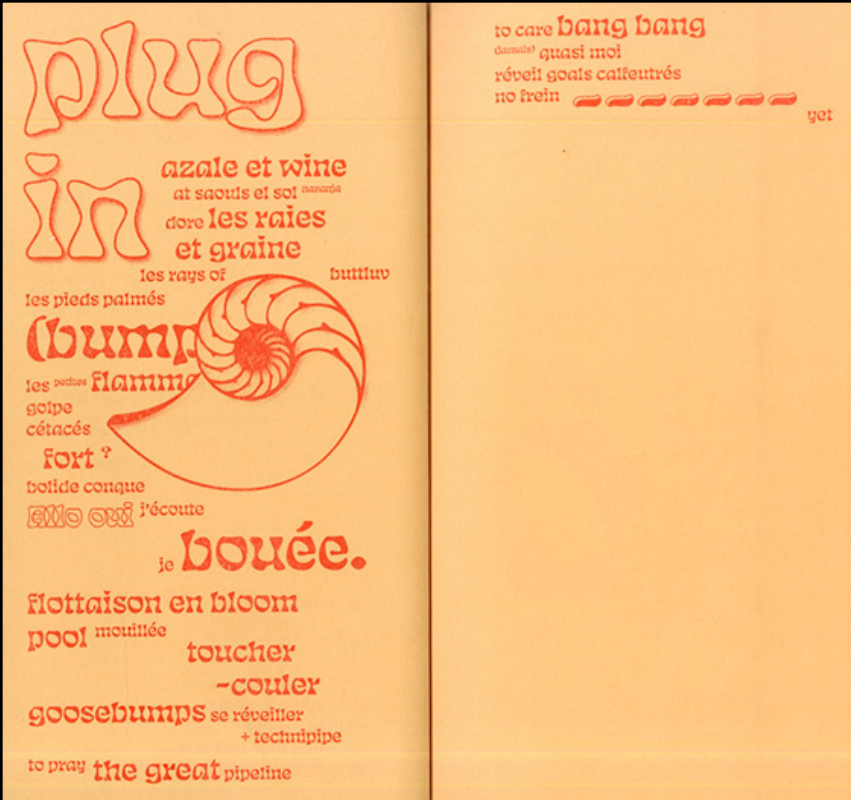 plug
in
azale et wine
at saouls el sol naranja
dore les raies
et graine
les rays of buttluv
les pieds palmés
(bump
les petites flamme
golpe
cétacés
fort ?
bolide conque
Allo oui j'écoute
je bouée.
flottaison en bloom
pool mouillée
toucher
-couler
goosebumps se réveiller
+ technipipe
to pray the great pipeline
to care bang bang
(jamais) quasi moi
réveil goals calfeutrés
no frein
yet